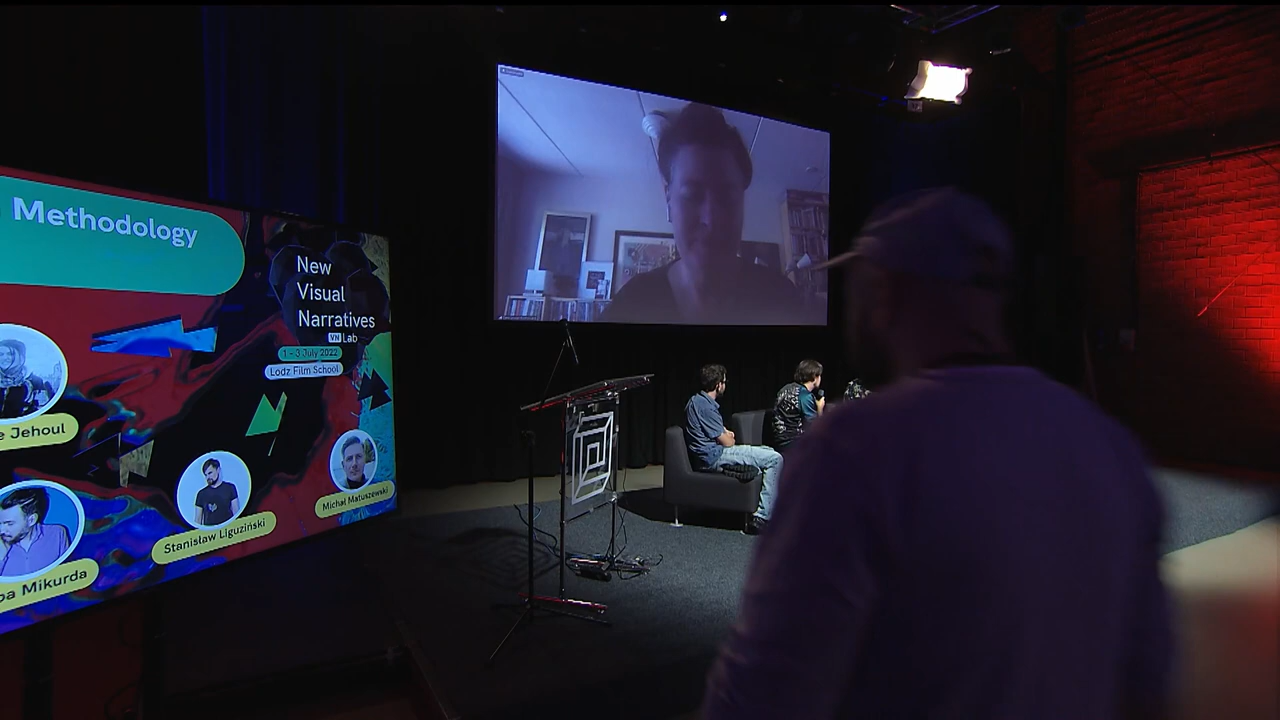 Methodology
New
Visual
Narratives
VN Lab
1 - 3 July 2022
Lodz Film School
e Jehoul
Michał Matuszewski
Stanisław Liguziński
ba Mikurda